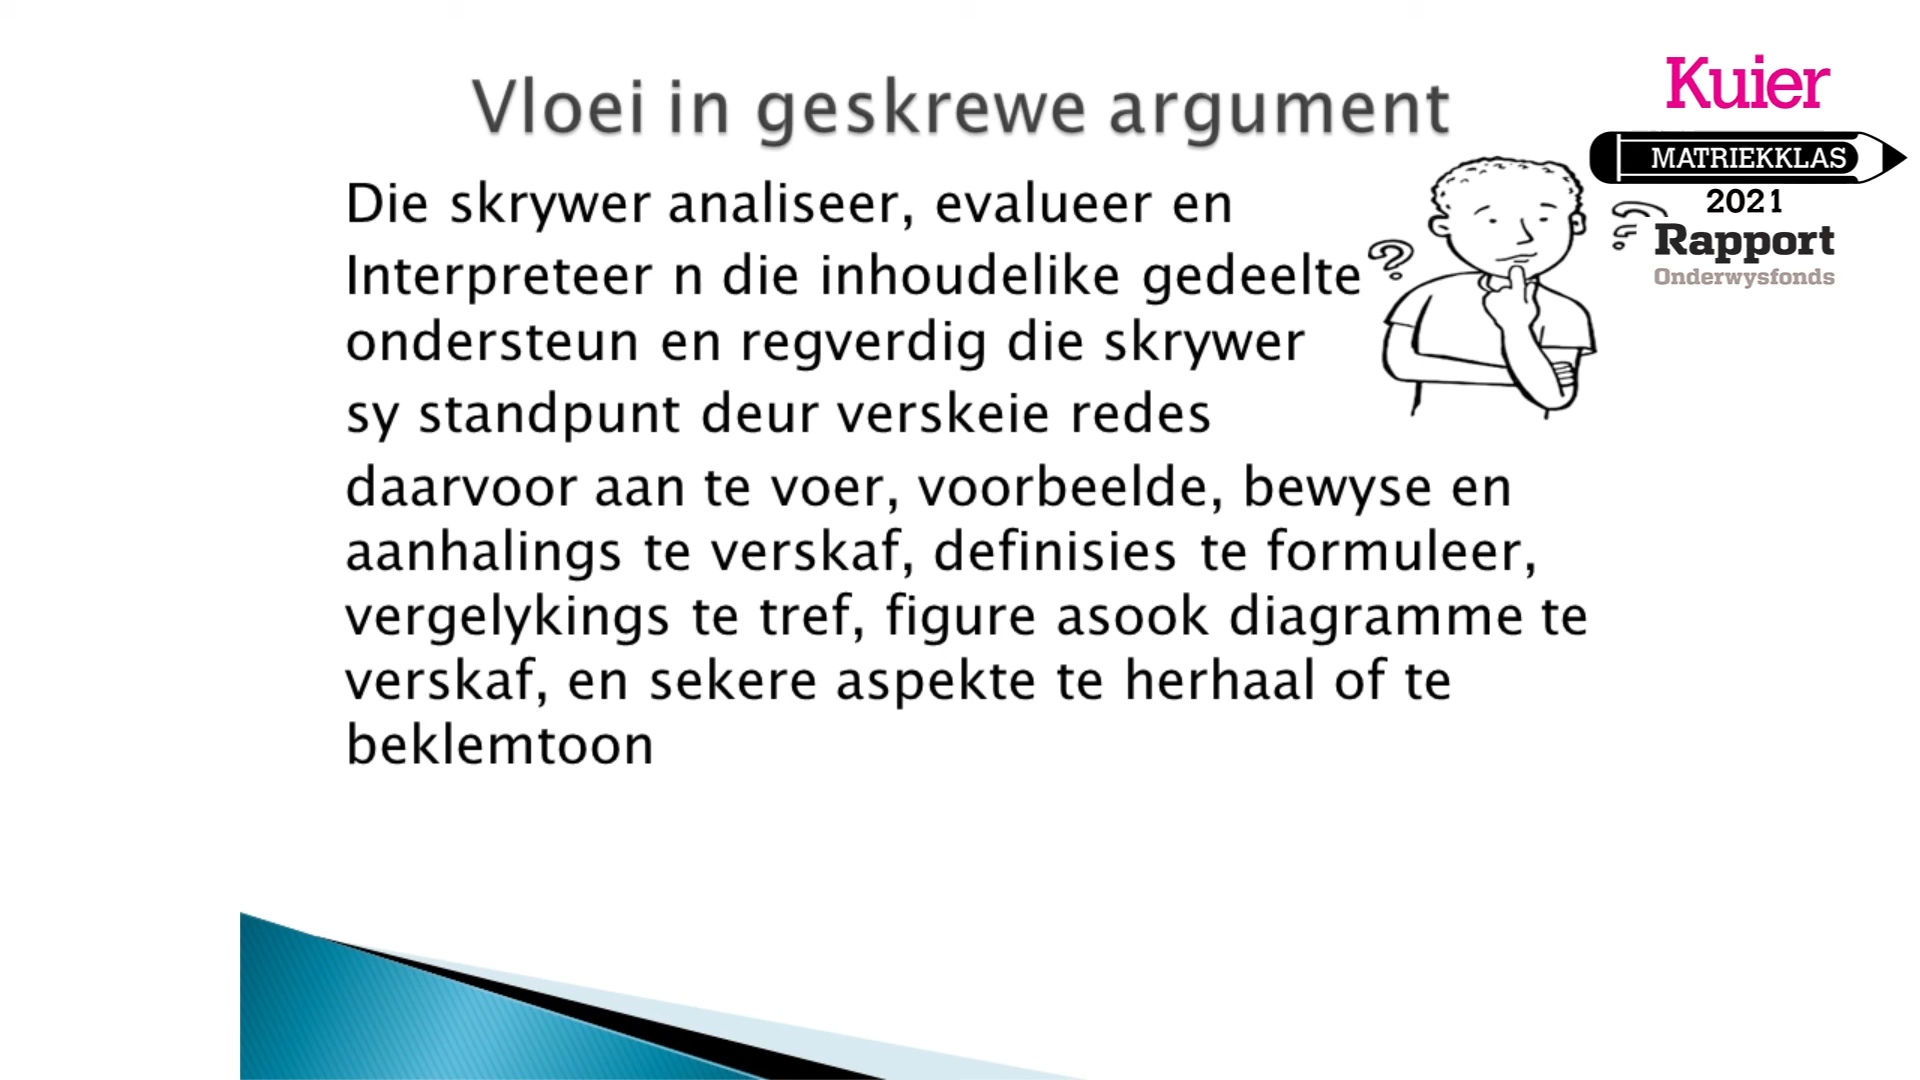 Vloei in geskrewe argument
Die skrywer analiseer, evalueer en
Interpreteer n die inhoudelike gedeelte
ondersteun en regverdig die skrywer
sy standpunt deur verskeie redes
daarvoor aan te voer, voorbeelde, bewyse en
aanhalings te verskaf, definisies te formuleer,
vergelykings te tref, figure asook diagramme te
verskaf, en sekere aspekte te herhaal of te
beklemtoon
Kuier
MATRIEKKLAS
2021
Rapport
Onderwysfonds
?